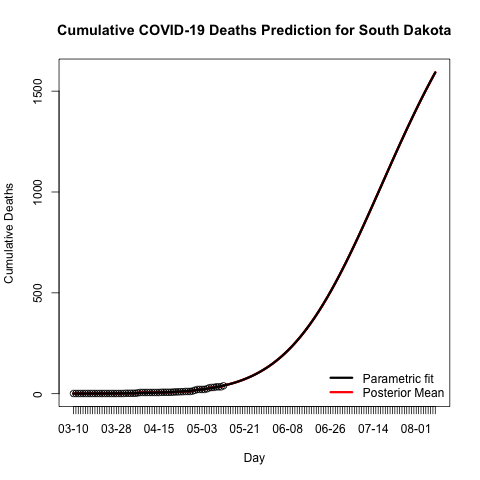 Cumulative COVID-19 Deaths Prediction for South Dakota
Cumulative Deaths
1500
1000
500
0
Parametric fit
Posterior Mean
03-10 03-28 04-15 05-03 05-21 06-08 06-26 07-14 08-01
Day